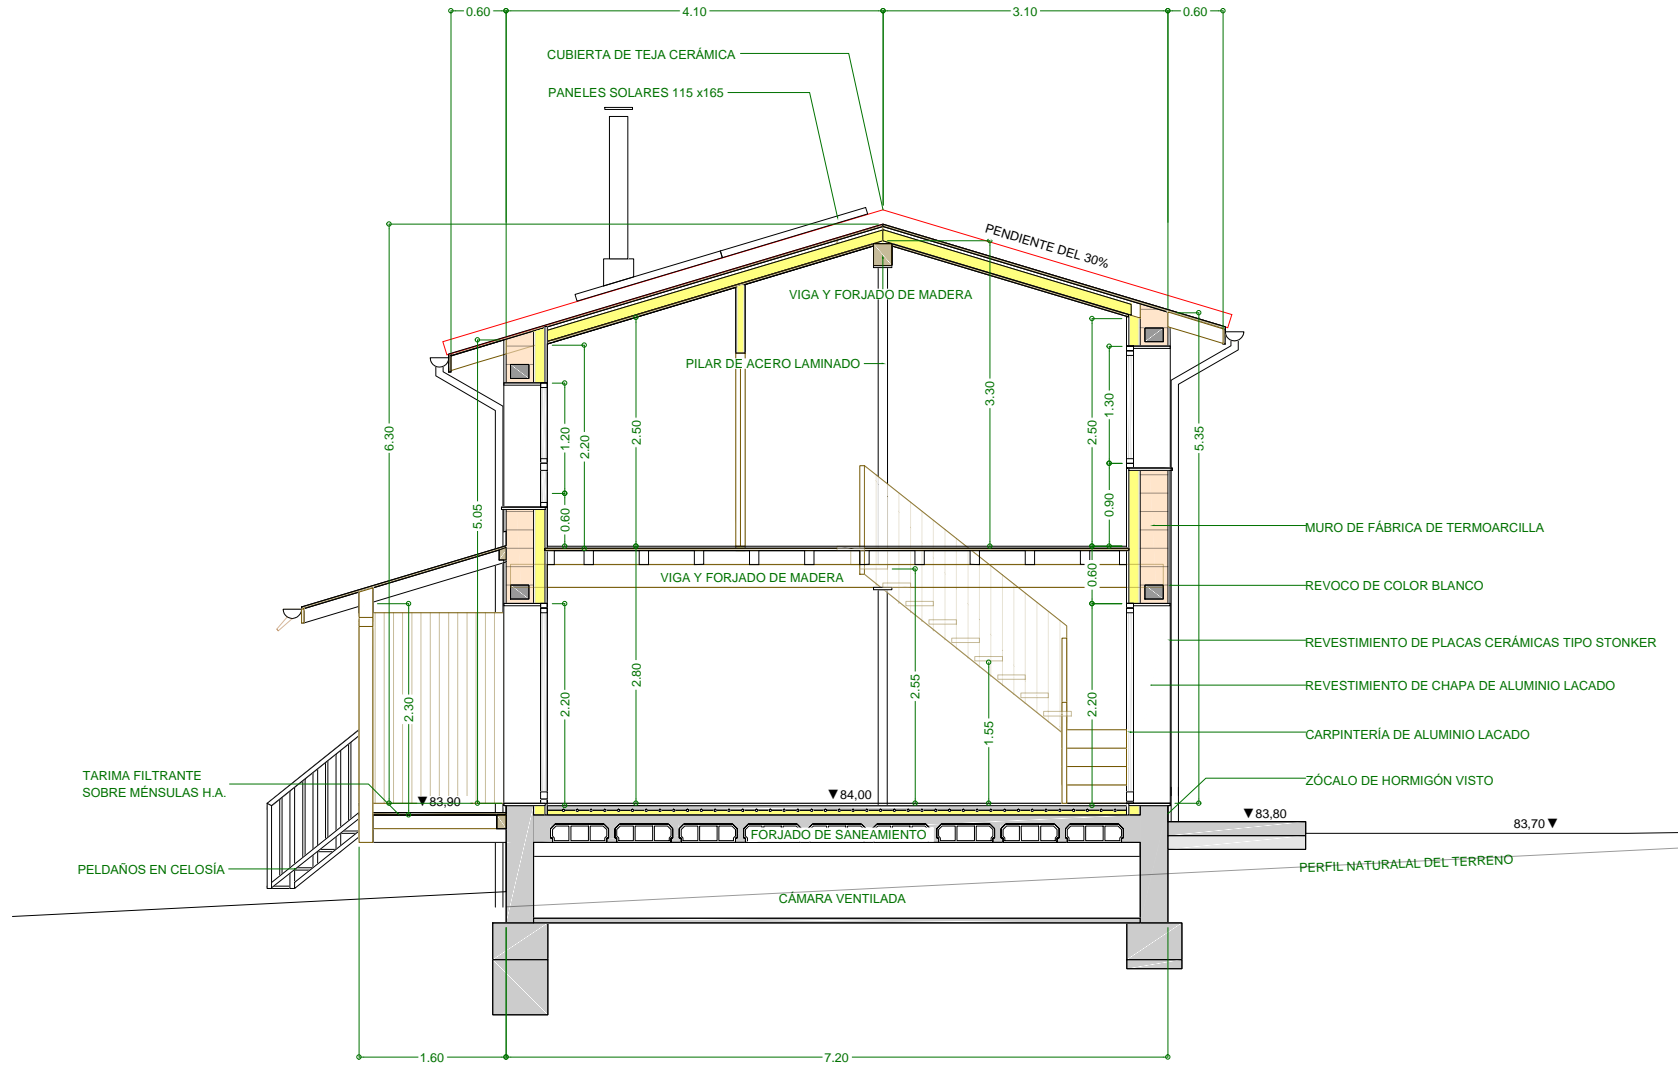 0.60
4.10
3.10
0.60
CUBIERTA DE TEJA CERÁMICA
PANELES SOLARES 115 x165
PENDIENTE DEL 30%
VIGA Y FORJADO DE MADERA
PILAR DE ACERO LAMINADO
6.30
5.05
1.20
2.20
2.50
0.60
3.30
2.50
1.30
0.90
5.35
MURO DE FÁBRICA DE TERMOARCILLA
VIGA Y FORJADO DE MADERA
0.60
REVOCO DE COLOR BLANCO
REVESTIMIENTO DE PLACAS CERÁMICAS TIPO STONKER
REVESTIMIENTO DE CHAPA DE ALUMINIO LACADO
2.30
2.20
2.80
2.55
1.55
2.20
CARPINTERÍA DE ALUMINIO LACADO
TARIMA FILTRANTE
SOBRE MÉNSULAS H.A.
ZÓCALO DE HORMIGÓN VISTO
▼83,90
▼84,00
▼83,80
83,70▼
FORJADO DE SANEAMIENTO
PELDAÑOS EN CELOSÍA
PERFIL NATURALAL DEL TERRENO
CÁMARA VENTILADA
1.60
7.20